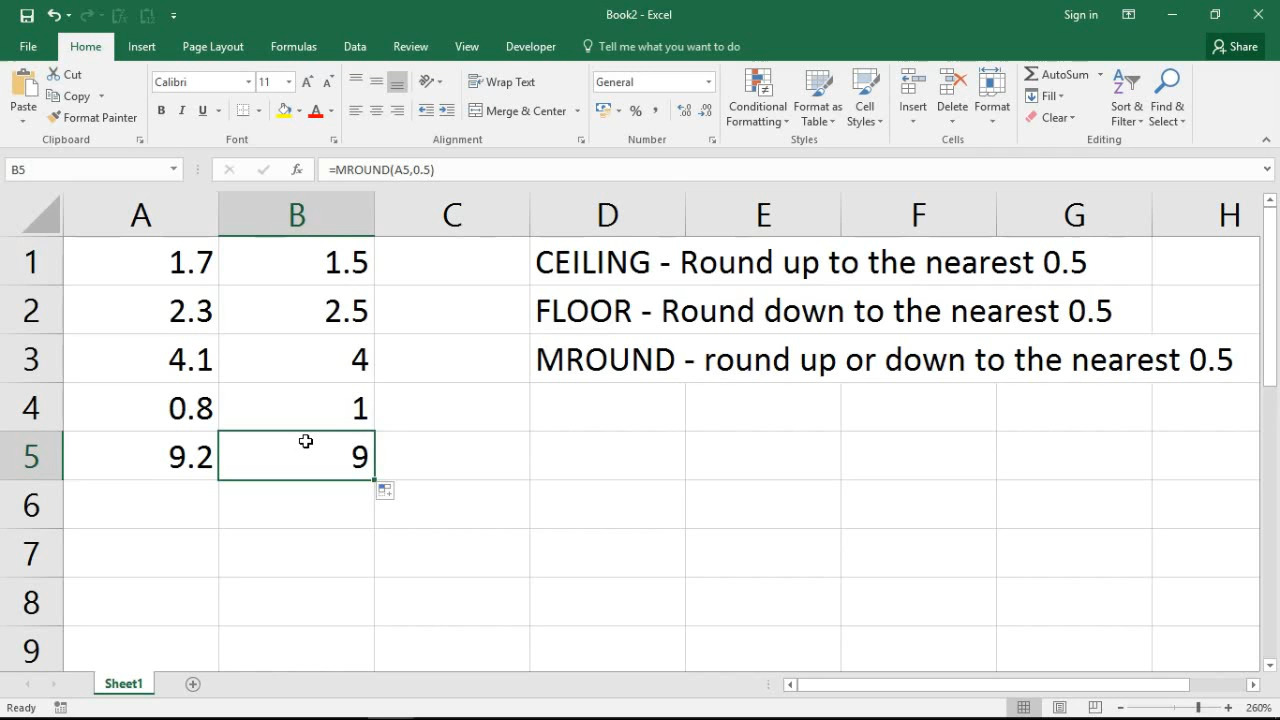 Book2 - Excel
Sign in
File Home Insert Page Layout Formulas Data Review View Developer Tell me what you want to do Share
Paste Cut Copy Format Painter
Calibri 11
B I U A
Wrap Text
Merge & Center
General
% ,
Conditional Formatting Format as Table Cell Styles
Insert Delete Format
AutoSum Fill Clear
Sort & Filter Find & Select
Clipboard Font Alignment Number Styles Cells Editing
B5 fx =MROUND(A5,0.5)
A B C D E F G H
1 1.7 1.5 CEILING - Round up to the nearest 0.5
2 2.3 2.5 FLOOR - Round down to the nearest 0.5
3 4.1 4 MROUND - round up or down to the nearest 0.5
4 0.8 1
5 9.2 9
6
7
8
9
Sheet1
Ready 260%